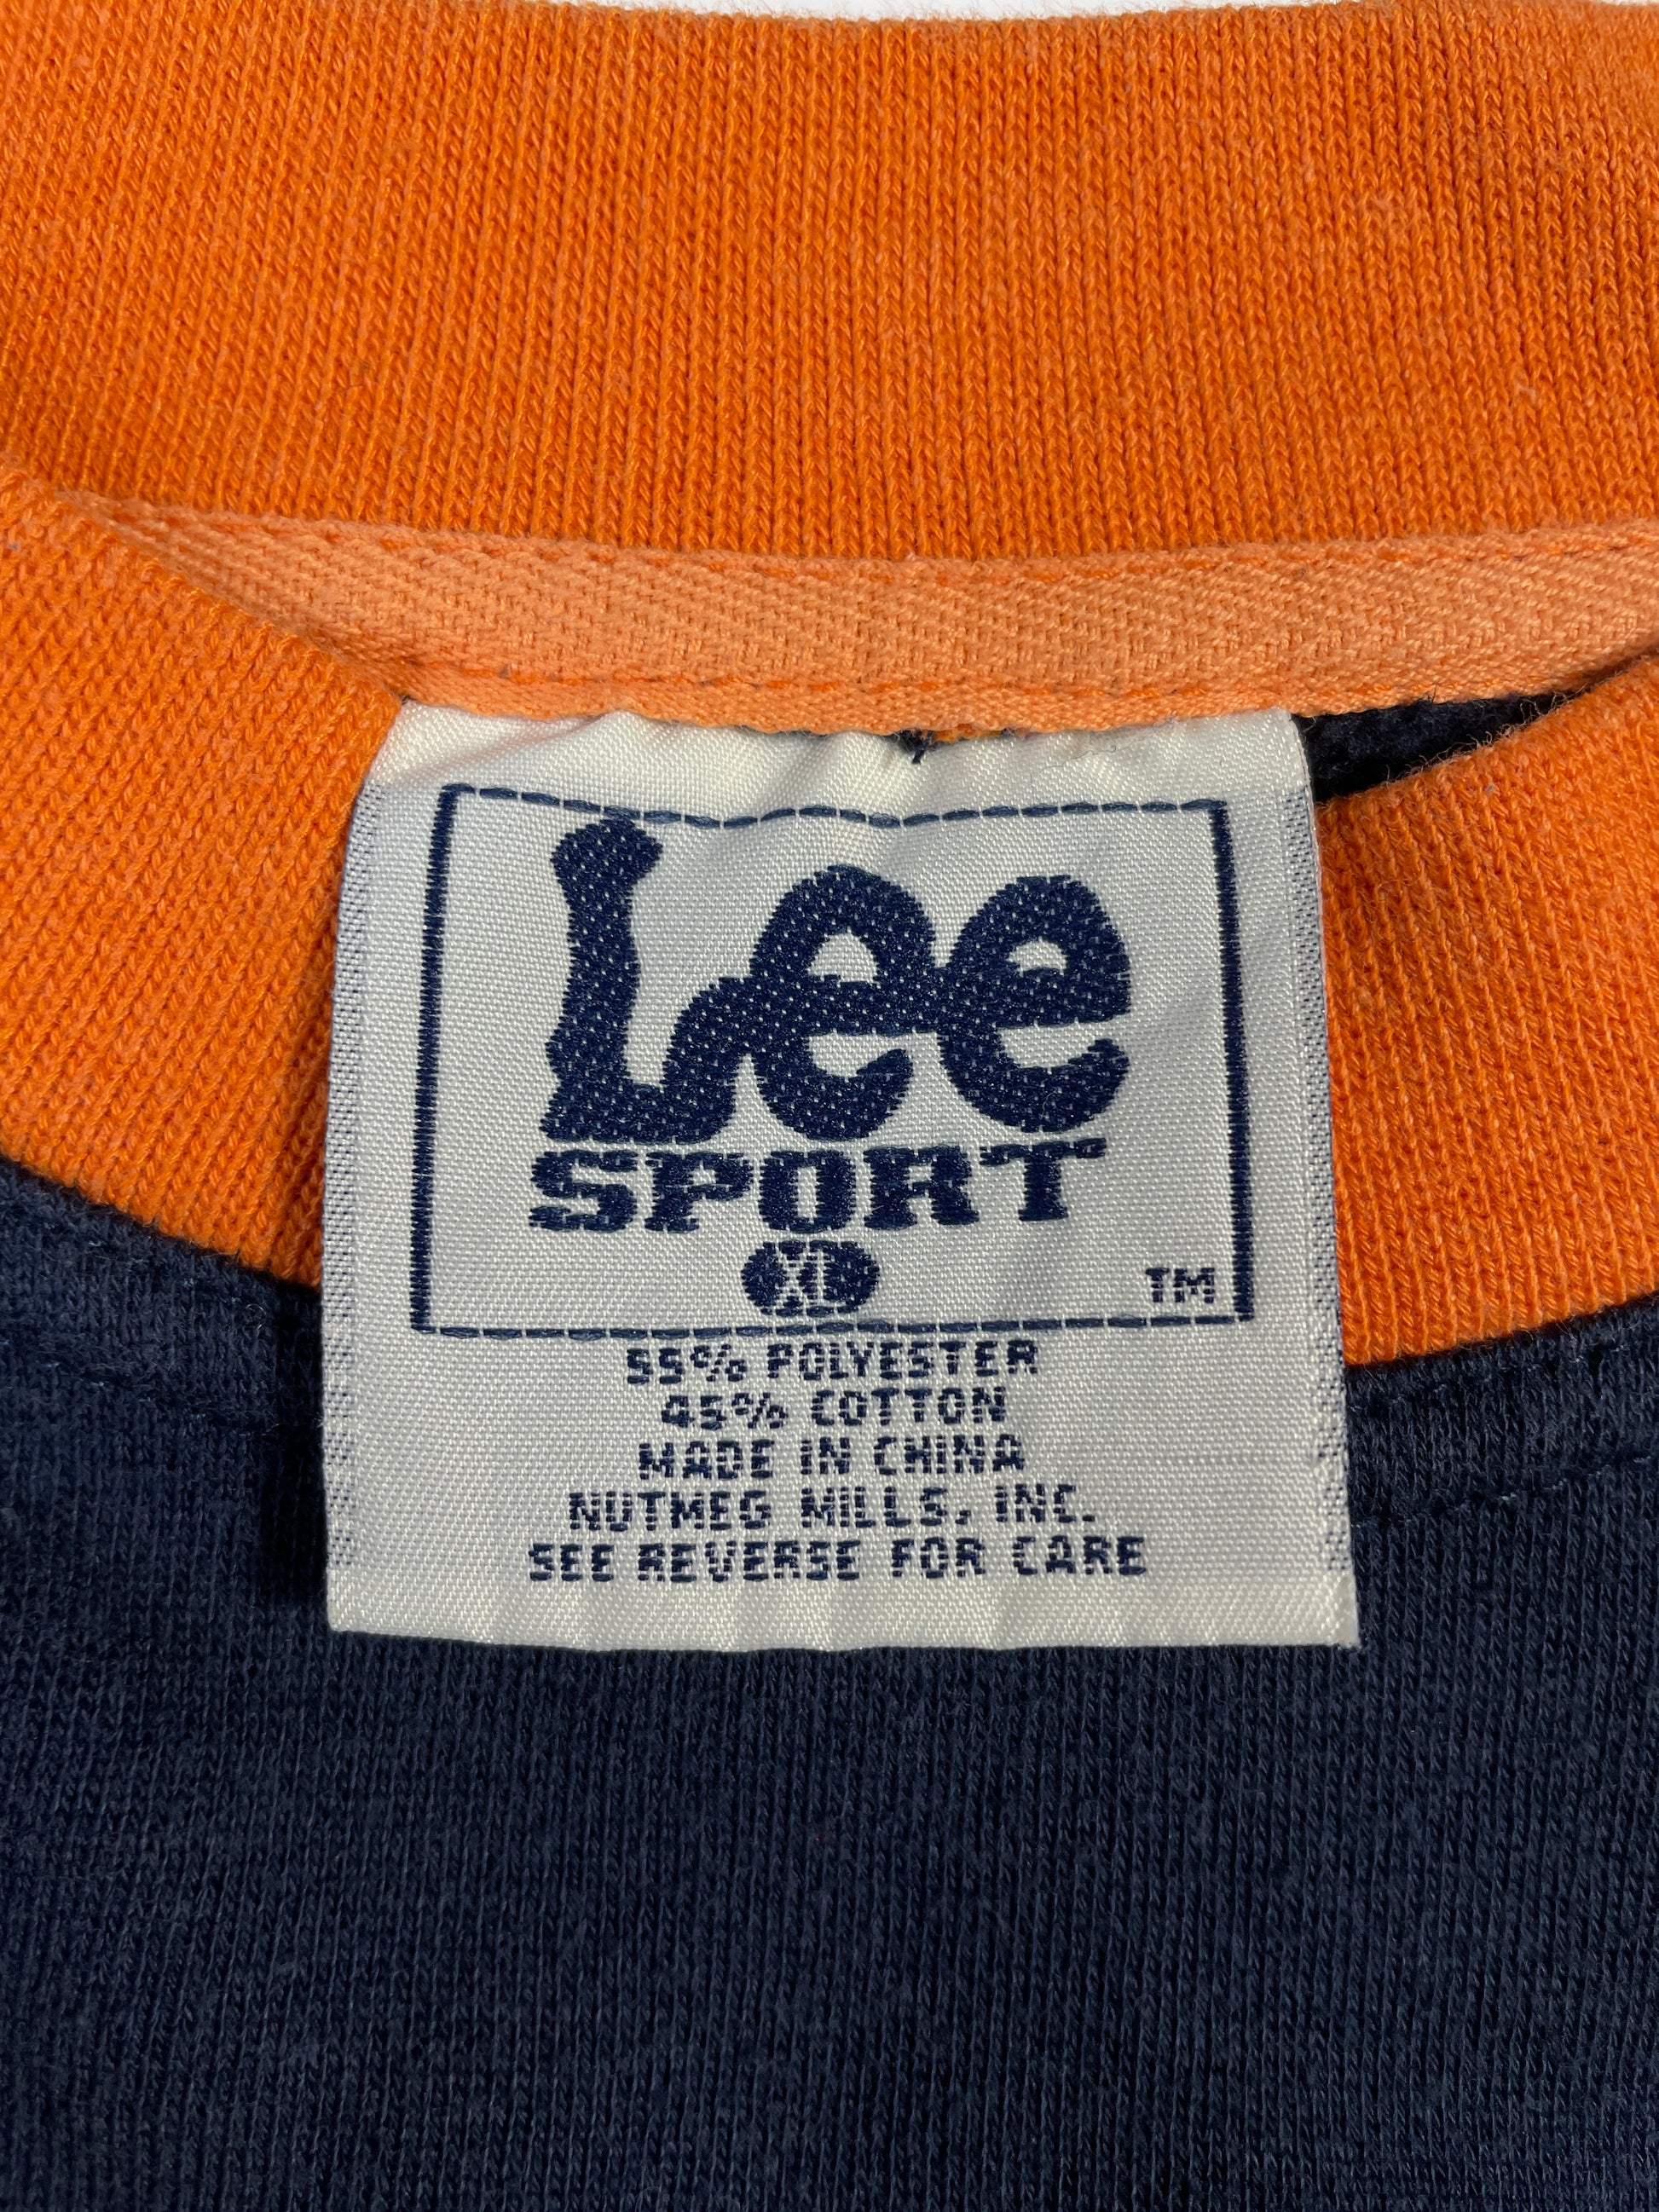 Lee
SPORT
XL
TM
55% POLYESTER
45% COTTON
MADE IN CHINA
NUTMEG MILLS, INC.
SEE REVERSE FOR CARE